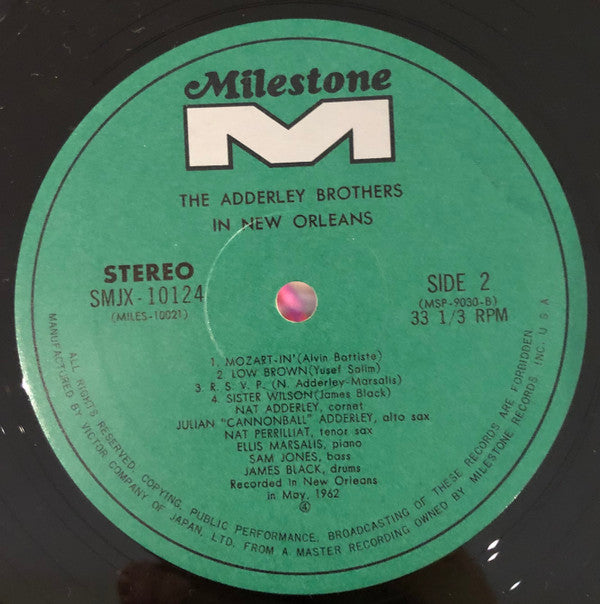 Milestone
THE ADDERLEY BROTHERS
IN NEW ORLEANS
STEREO
SMJX-10124
(MILES-10021)
SIDE 2
(MSP-9030-B)
33 1/3 RPM
1. MOZART-IN' (Alvin Battiste)
2. LOW BROWN (Yusef Salim)
3. R. S. V. P. (N. Adderley-Marsalis)
4. SISTER WILSON (James Black)
NAT ADDERLEY, cornet
JULIAN "CANNONBALL" ADDERLEY, alto sax
NAT PERRILLIAT, tenor sax
ELLIS MARSALIS, piano
SAM JONES, bass
JAMES BLACK, drums
Recorded in New Orleans
in May, 1962
④
ALL RIGHTS RESERVED. COPYING, PUBLIC PERFORMANCE, BROADCASTING OF THESE RECORDS ARE FORBIDDEN
MANUFACTURED BY VICTOR COMPANY OF JAPAN, LTD. FROM A MASTER RECORDING OWNED BY MILESTONE RECORDS INC. U S A